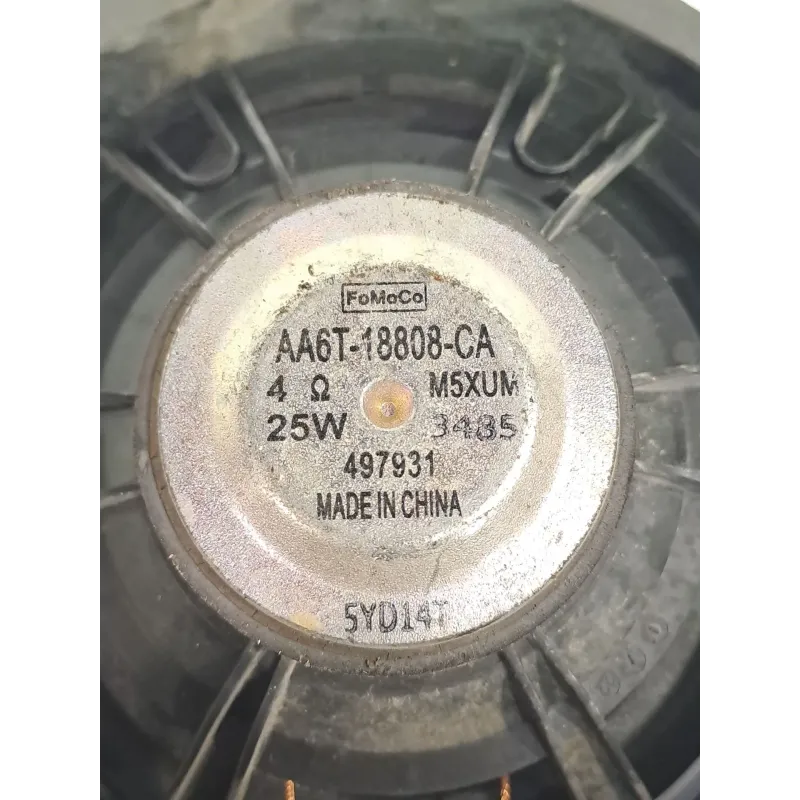 FoMoCo
AA6T-18808-CA
4 Ω M5XUM
25W 3485
497931
MADE IN CHINA
5YD14T